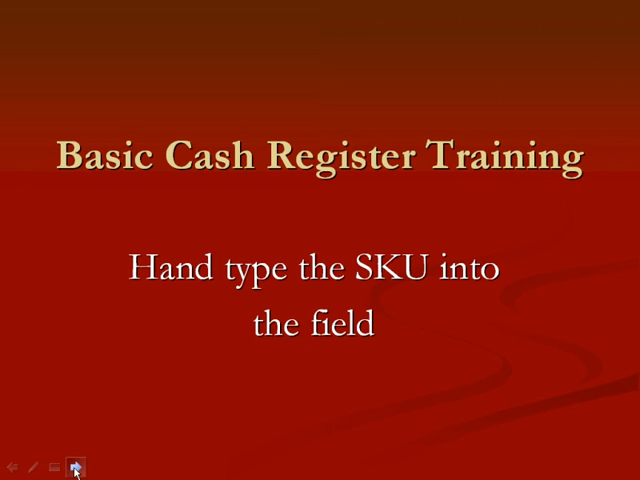 Basic Cash Register Training
Hand type the SKU into
the field